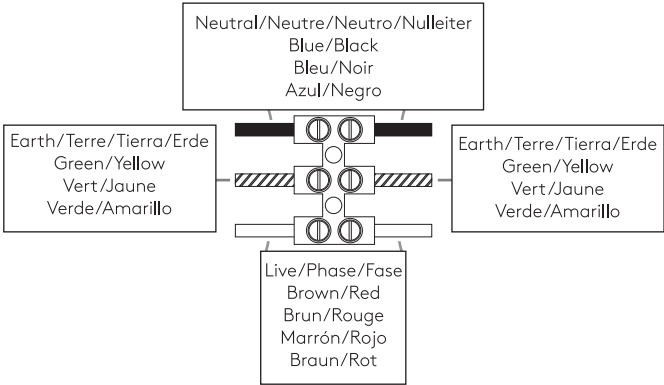 Neutral/Neutre/Neutro/Nulleiter
Blue/Black
Bleu/Noir
Azul/Negro
Earth/Terre/Tierra/Erde
Green/Yellow
Vert/Jaune
Verde/Amarillo
Earth/Terre/Tierra/Erde
Green/Yellow
Vert/Jaune
Verde/Amarillo
Live/Phase/Fase
Brown/Red
Brun/Rouge
Marrón/Rojo
Braun/Rot